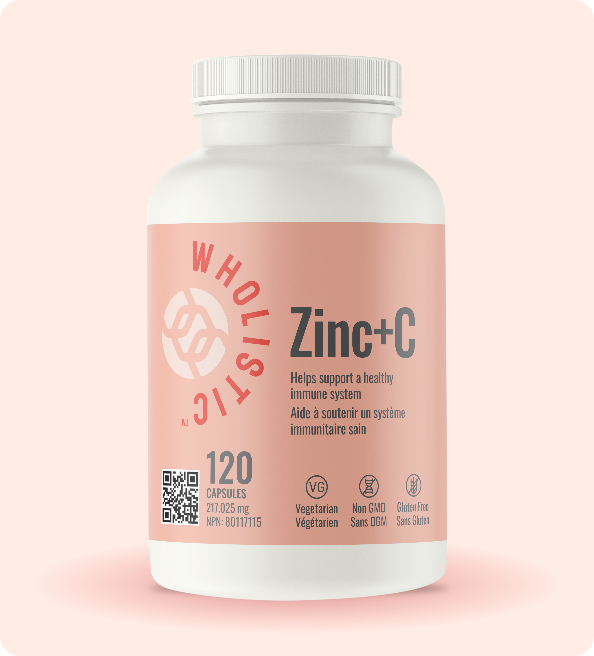 WHOLISTIC
Zinc+C
Helps support a healthy
immune system
Aide à soutenir un système
immunitaire sain
120
CAPSULES
217.025 mg
NPN: 80117115
VG
Vegetarian
Végétarien
Non GMO
Sans OGM
Gluten Free
Sans Gluten